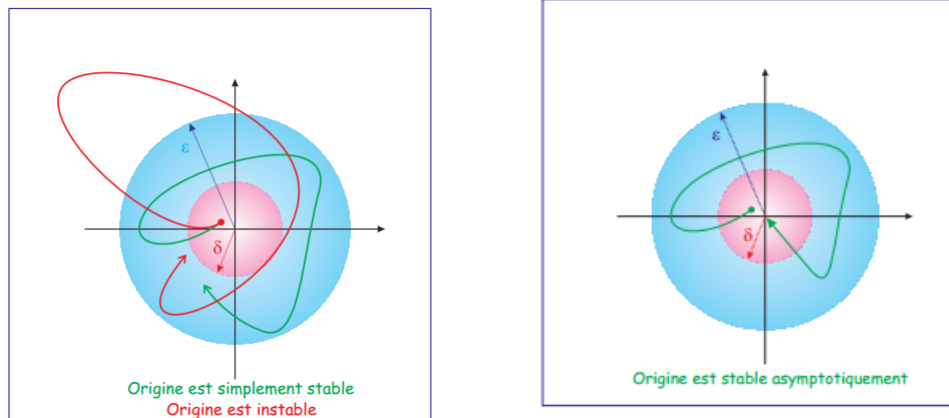 ε
δ
Origine est simplement stable
Origine est instable
ε
δ
Origine est stable asymptotiquement